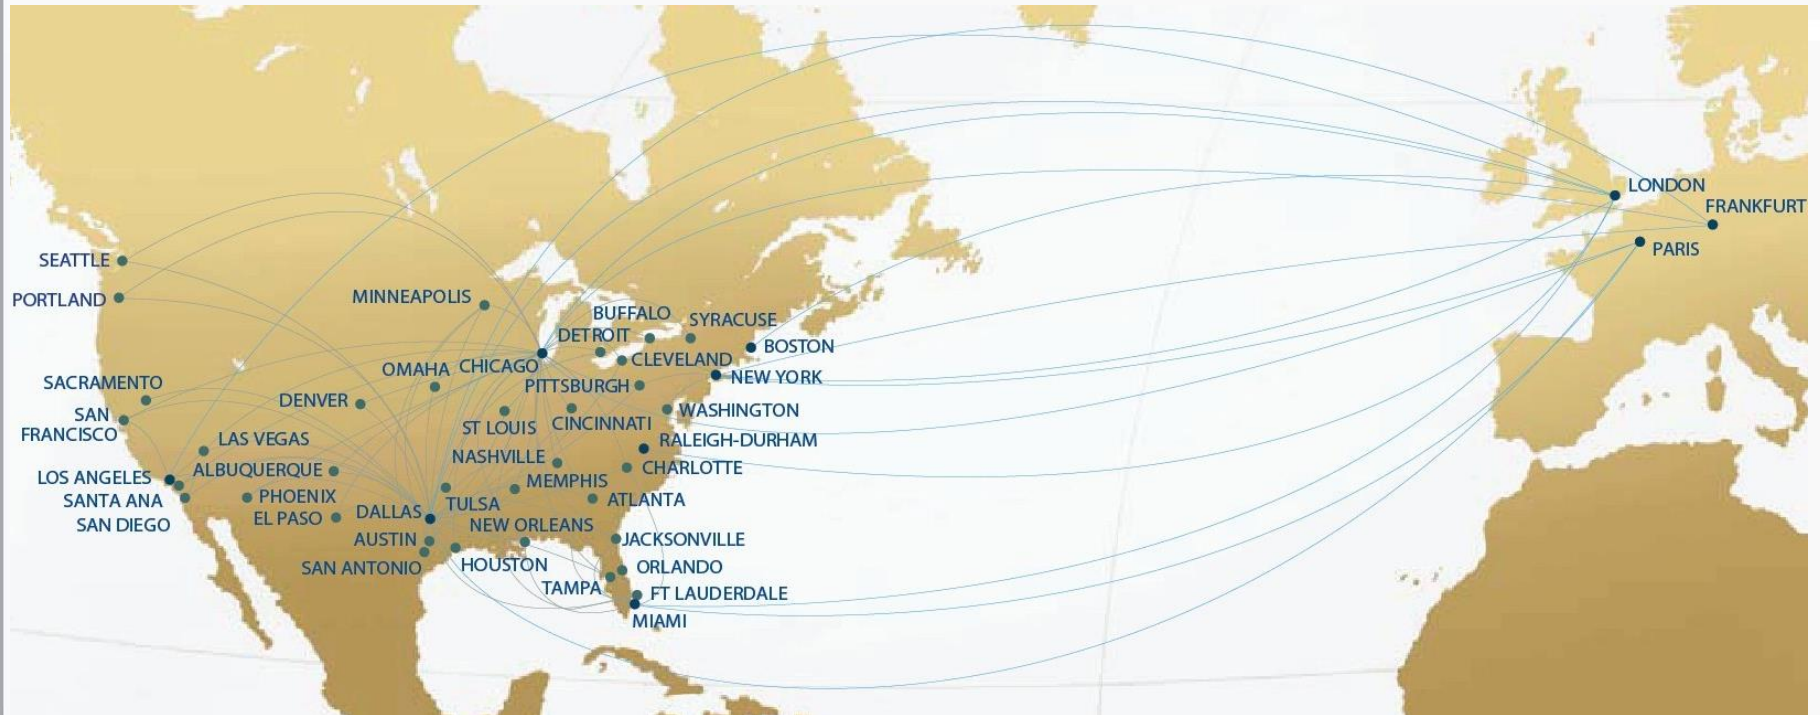 LONDON
FRANKFURT
PARIS
SEATTLE
PORTLAND
MINNEAPOLIS
BUFFALO
SYRACUSE
DETROIT
BOSTON
OMAHA
CHICAGO
CLEVELAND
NEW YORK
SACRAMENTO
PITTSBURGH
DENVER
WASHINGTON
SAN
FRANCISCO
ST LOUIS
CINCINNATI
LAS VEGAS
RALEIGH-DURHAM
NASHVILLE
CHARLOTTE
LOS ANGELES
ALBUQUERQUE
MEMPHIS
SANTA ANA
PHOENIX
TULSA
ATLANTA
SAN DIEGO
EL PASO
DALLAS
NEW ORLEANS
AUSTIN
JACKSONVILLE
SAN ANTONIO
HOUSTON
ORLANDO
TAMPA
FT LAUDERDALE
MIAMI